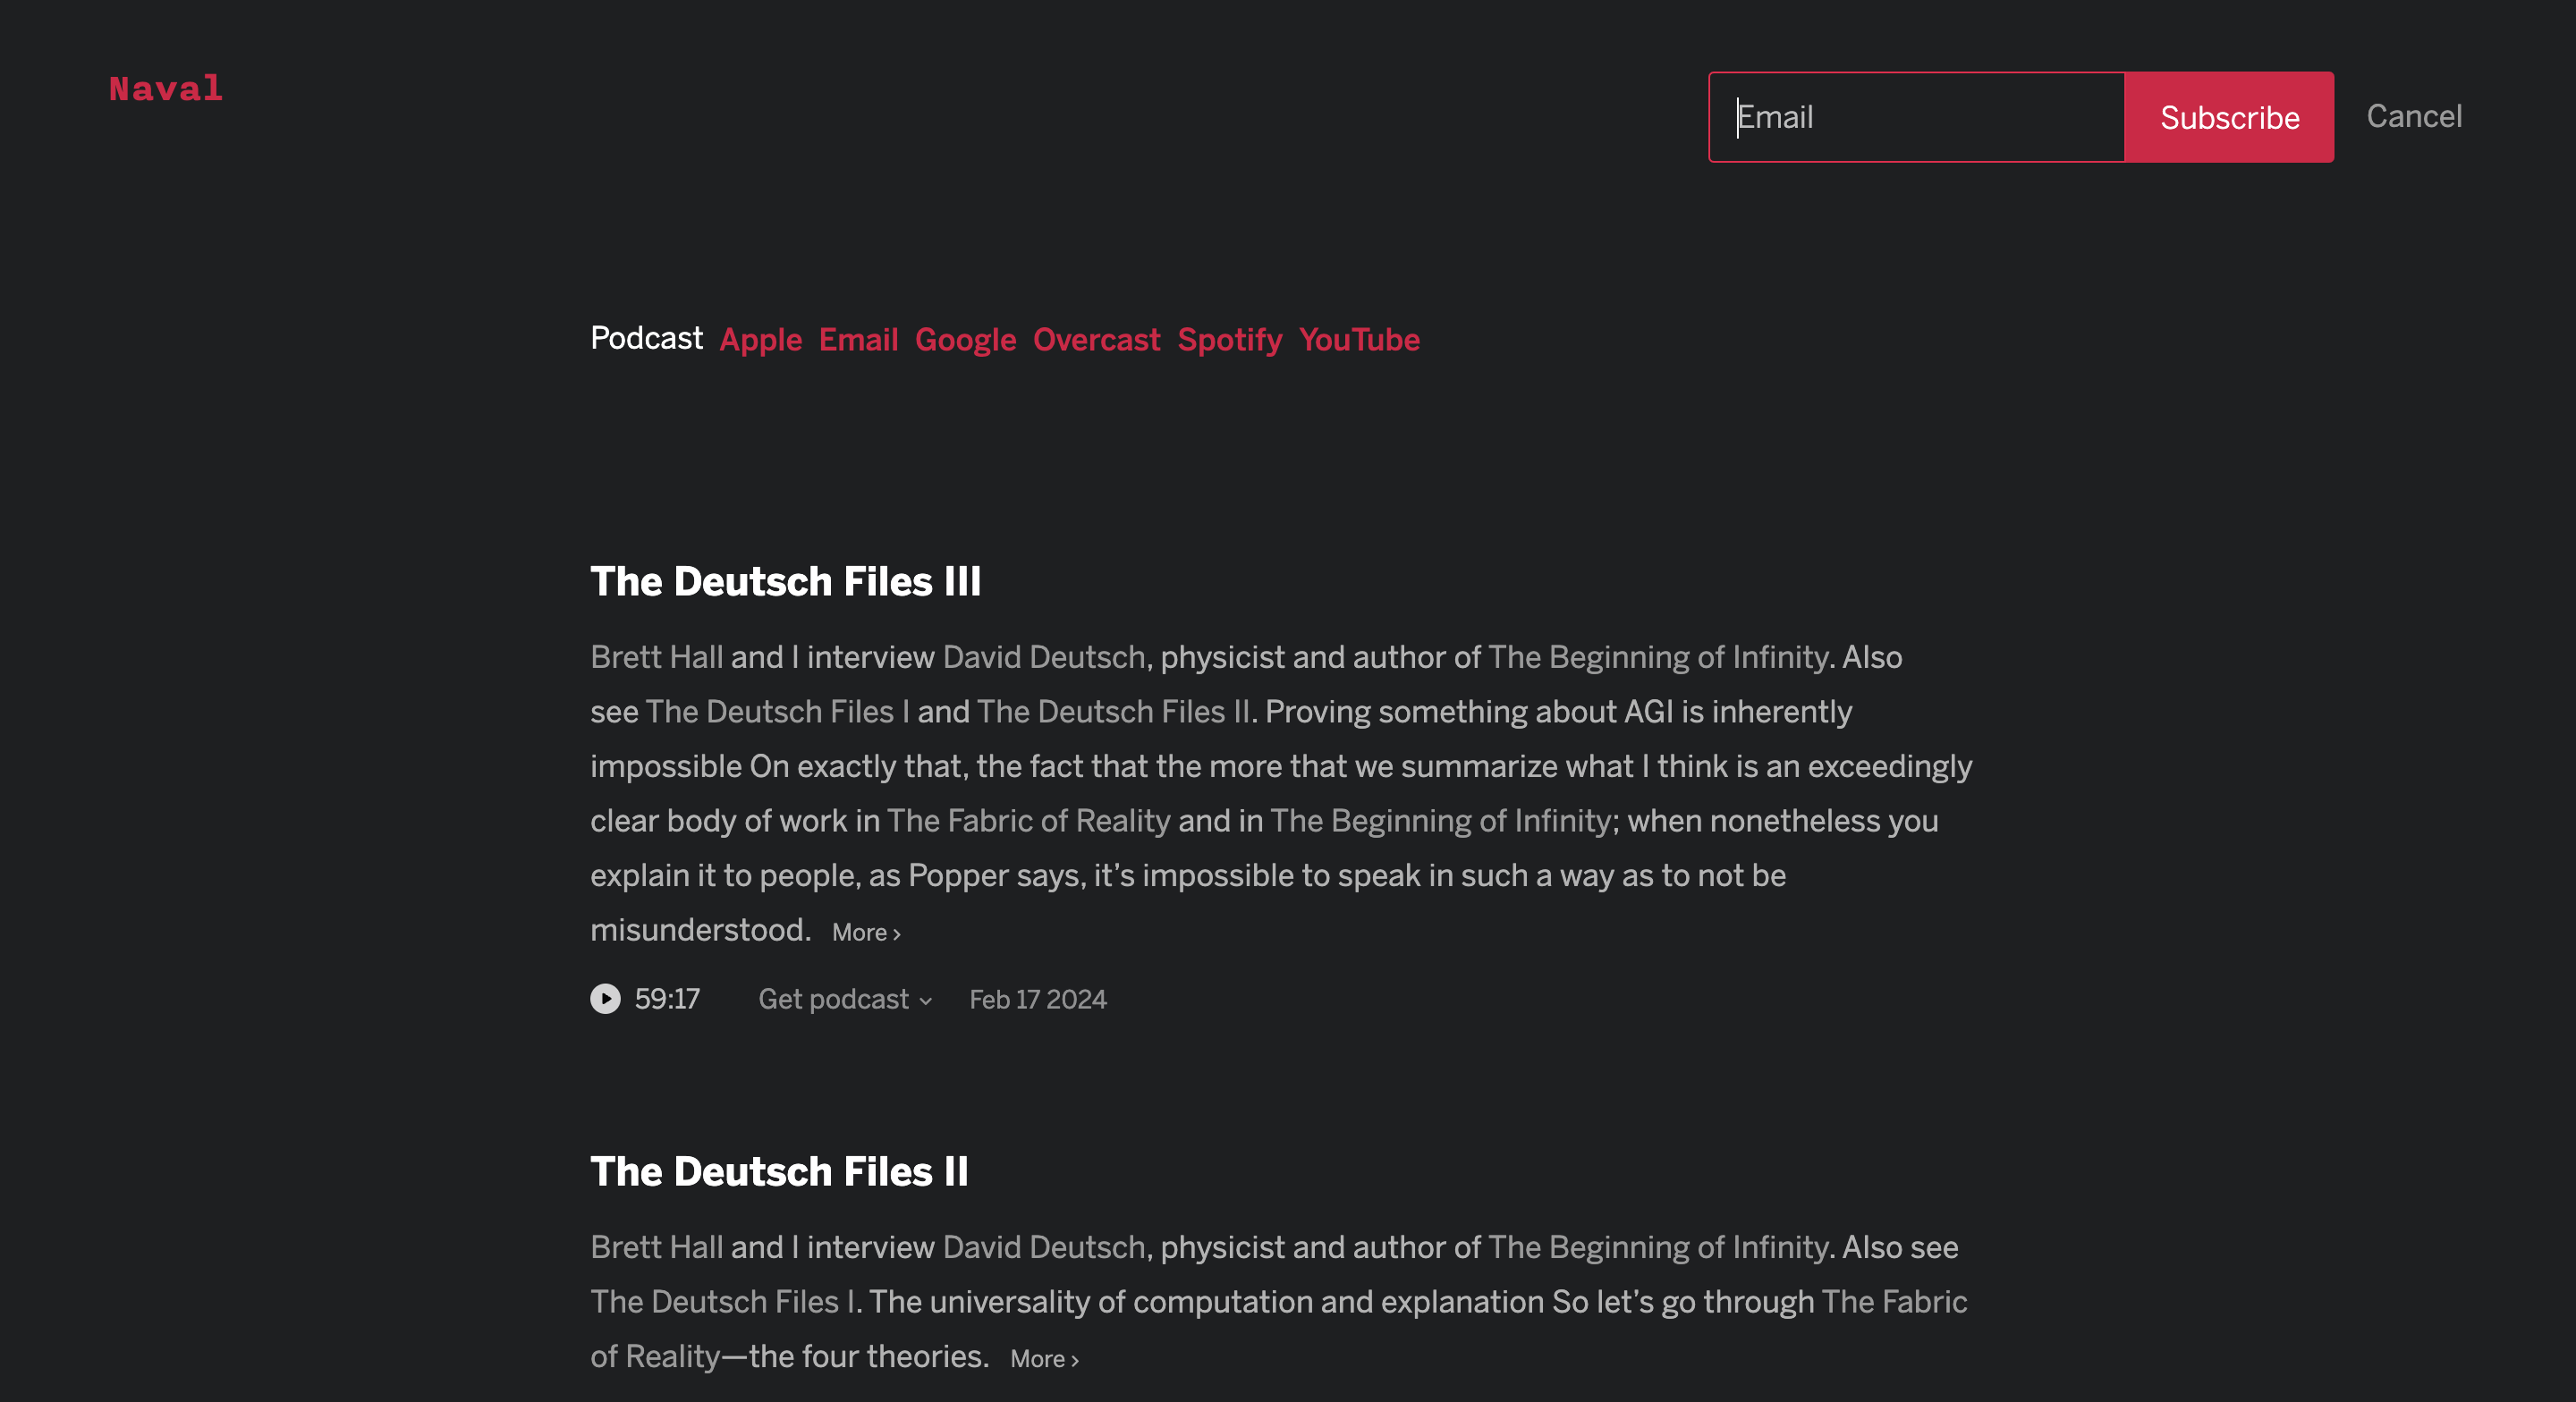 Naval
Email
Subscribe
Cancel
Podcast Apple Email Google Overcast Spotify YouTube
The Deutsch Files III
Brett Hall and I interview David Deutsch, physicist and author of The Beginning of Infinity. Also
see The Deutsch Files I and The Deutsch Files II. Proving something about AGI is inherently
impossible On exactly that, the fact that the more that we summarize what I think is an exceedingly
clear body of work in The Fabric of Reality and in The Beginning of Infinity; when nonetheless you
explain it to people, as Popper says, it’s impossible to speak in such a way as to not be
misunderstood. More ›
59:17 Get podcast Feb 17 2024
The Deutsch Files II
Brett Hall and I interview David Deutsch, physicist and author of The Beginning of Infinity. Also see
The Deutsch Files I. The universality of computation and explanation So let’s go through The Fabric
of Reality—the four theories. More ›